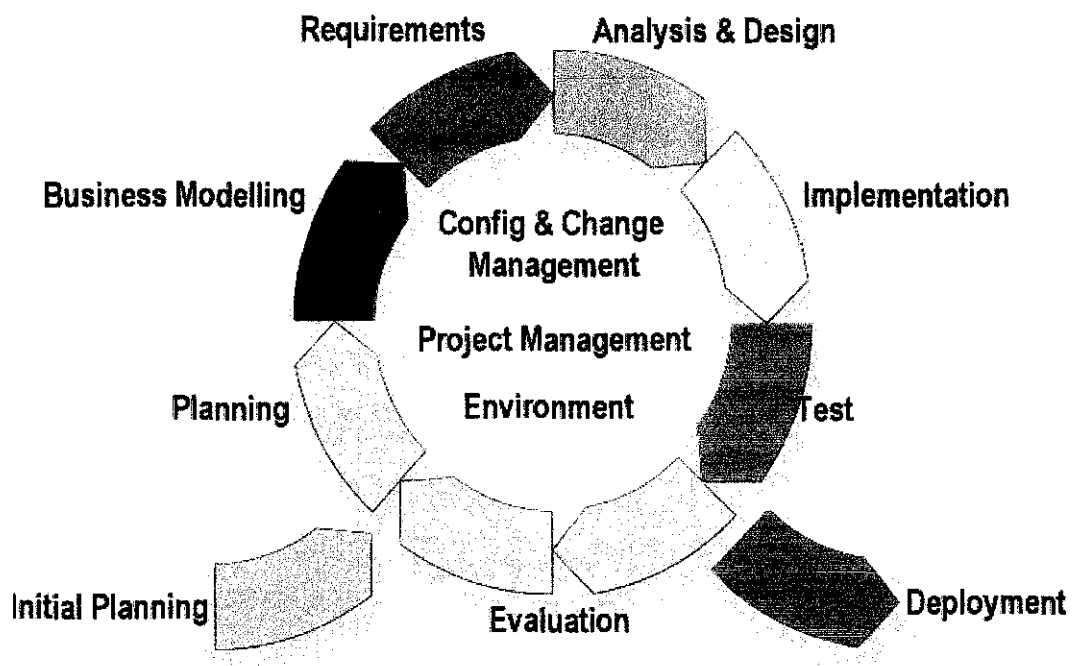 Requirements
Analysis & Design
Business Modelling
Implementation
Config & Change
Management
Project Management
Planning
Environment
Test
Initial Planning
Evaluation
Deployment